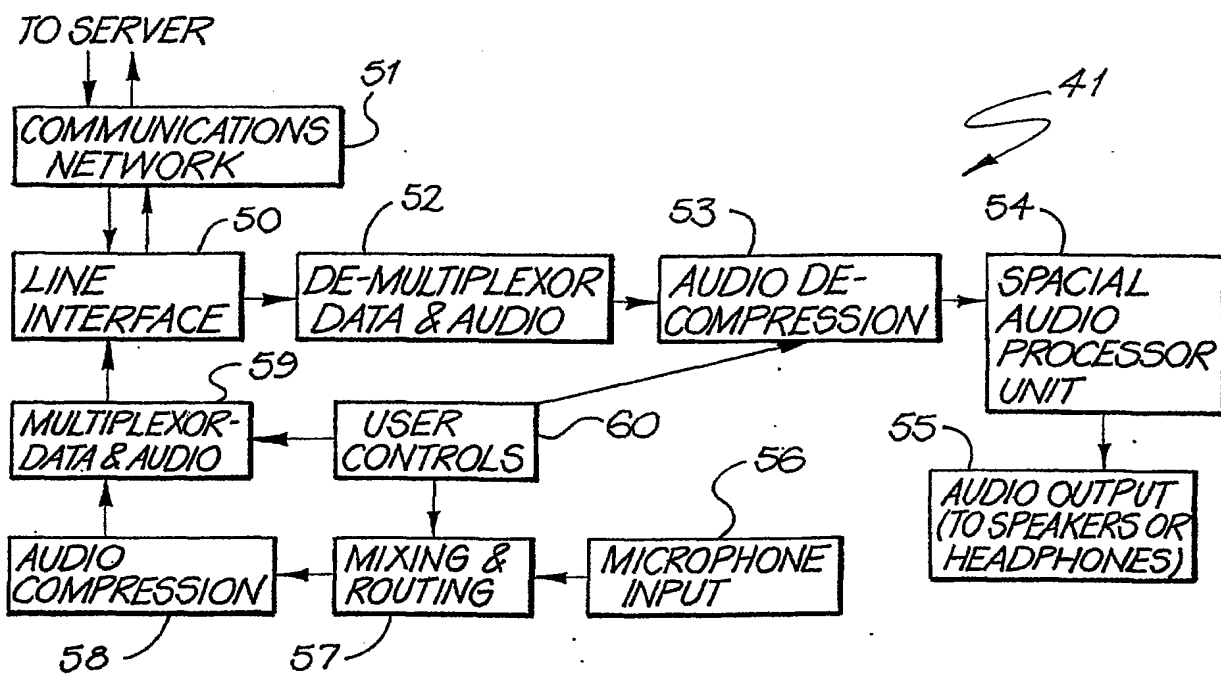 TO SERVER
51
41
COMMUNICATIONS
NETWORK
50
52
53
54
LINE
INTERFACE
DE-MULTIPLEXOR
DATA & AUDIO
AUDIO DE-
COMPRESSION
SPACIAL
AUDIO
PROCESSOR
UNIT
59
MULTIPLEXOR-
DATA & AUDIO
USER
CONTROLS
60
55
56
AUDIO OUTPUT
(TO SPEAKERS OR
HEADPHONES)
AUDIO
COMPRESSION
MIXING &
ROUTING
MICROPHONE
INPUT
58
57